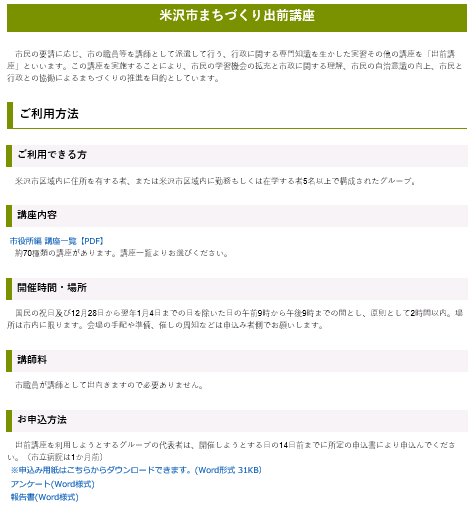 米沢市まちづくり出前講座
市民の要請に応じ、市の職員等を講師として派遣して行う、行政に関する専門知識を生かした実習その他の講座を「出前講
座」といいます。この講座を実施することにより、市民の学習機会の拡充と市政に関する理解、市民の自治意識の向上、市民と
行政との協働によるまちづくりの推進を目的としています。
ご利用方法
ご利用できる方
米沢市区域内に住所を有する者、または米沢市区域内に勤務もしくは在学する者5名以上で構成されたグループ。
講座内容
市役所編 講座一覧【PDF】
約70種類の講座があります。講座一覧よりお選びください。
開催時間・場所
国民の祝日及び12月28日から翌年1月4日までの日を除いた日の午前9時から午後9時までの間とし、原則として2時間以内。場
所は市内に限ります。会場の手配や準備、催しの周知などは申込み者側でお願いします。
講師料
市職員が講師として出向きますので必要ありません。
お申込方法
出前講座を利用しようとするグループの代表者は、開催しようとする日の14日前までに所定の申込書により申込んでくださ
い。（市立病院は1か月前）
※申込み用紙はこちらからダウンロードできます。(Word形式 31KB)
アンケート(Word様式)
報告書(Word様式)